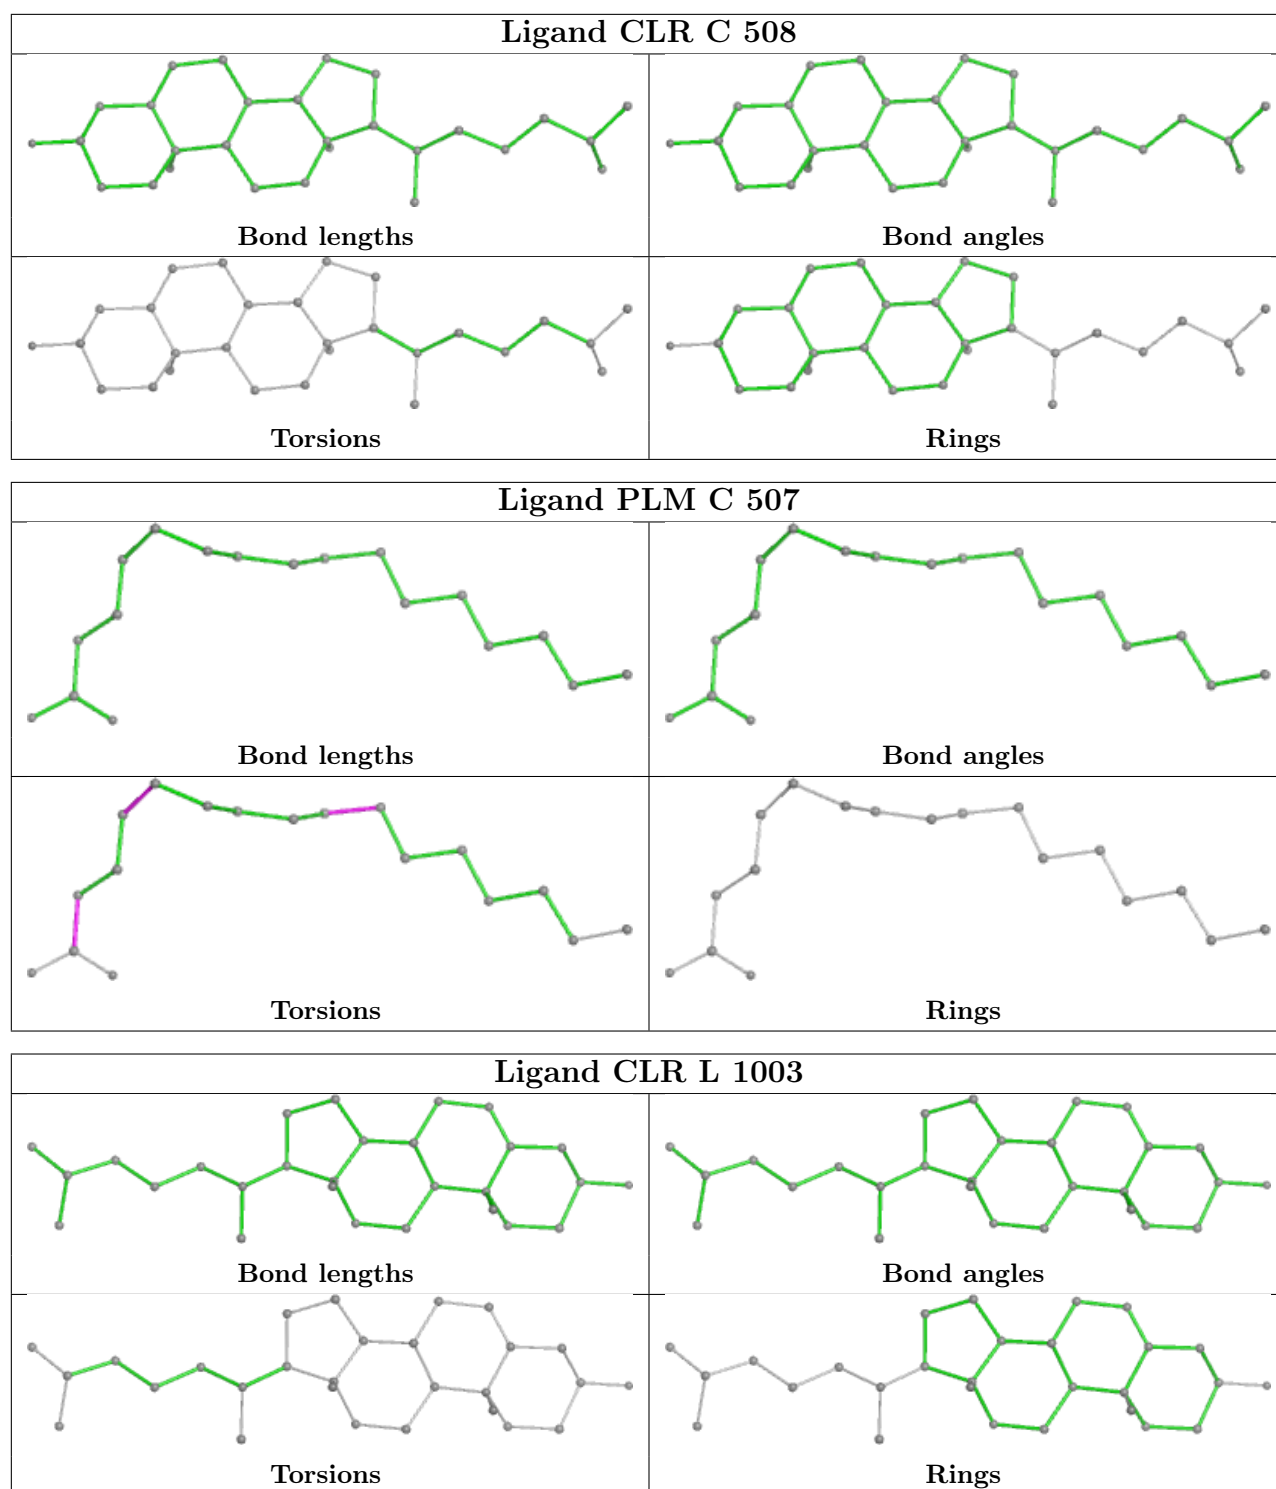 Ligand CLR C 508
Bond lengths
Bond angles
Torsions
Rings
Ligand PLM C 507
Bond lengths
Bond angles
Torsions
Rings
Ligand CLR L 1003
Bond lengths
Bond angles
Torsions
Rings